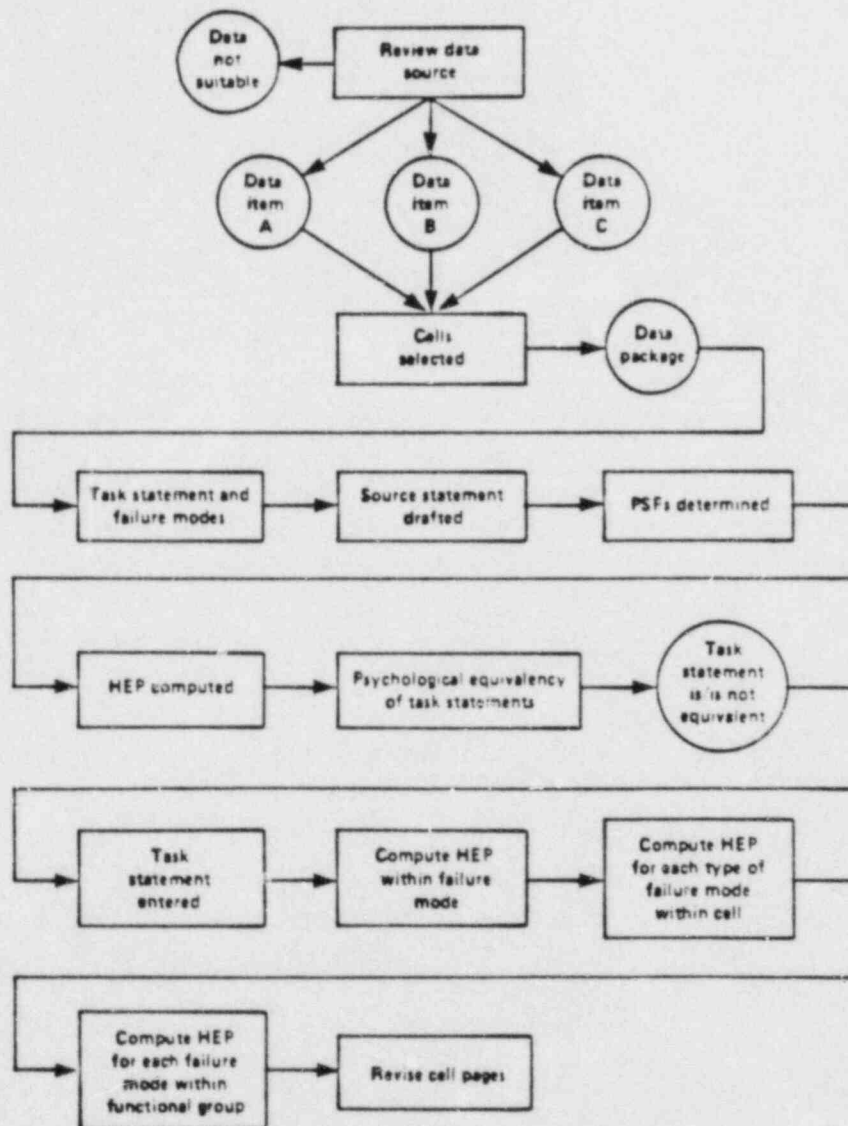 Data
not
suitable
Review data
source
Data
item
A
Data
item
B
Data
item
C
Cells
selected
Data
package
Task statement and
failure modes
Source statement
drafted
PSFs determined
HEP computed
Psychological equivalency
of task statements
Task
statement
is/is not
equivalent
Task
statement
entered
Compute HEP
within failure
mode
Compute HEP
for each type of
failure mode
within cell
Compute HEP
for each failure
mode within
functional group
Revise cell pages